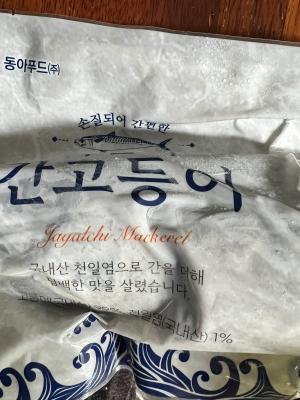 동아푸드(주)
손질되어 간편한
간고등어
Jagalchi Mackerel
국내산 천일염으로 간을 더해
담백한 맛을 살렸습니다.
천일염(국내산) 1%